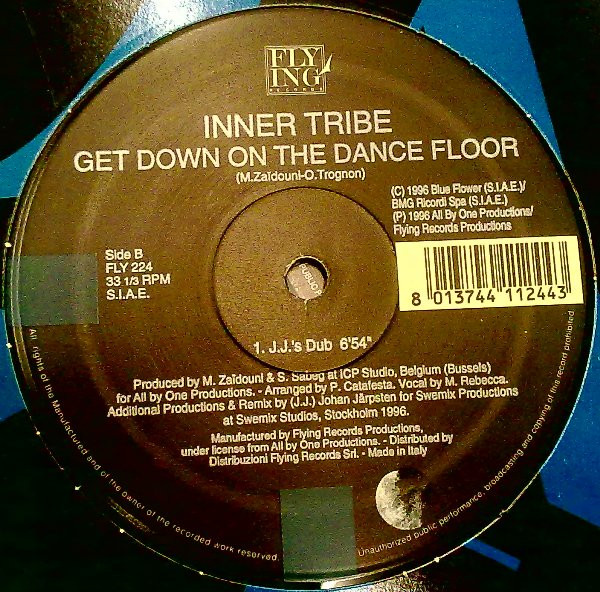 FLY
ING
RECORDS
INNER TRIBE
GET DOWN ON THE DANCE FLOOR
(M.Zaïdouni-O.Trognon)
(C) 1996 Blue Flower (S.I.A.E.)/
BMG Ricordi Spa (S.I.A.E.)
(P) 1996 All By One Productions/
Flying Records Productions
Side B
FLY 224
33 1/3 RPM
S.I.A.E.
8 013744 112443
1. J.J.'s Dub 6'54"
Produced by M. Zaïdouni & S. Sabeg at ICP Studio, Belgium (Bussels)
for All by One Productions. - Arranged by P. Catafesta. Vocal by M. Rebecca.
Additional Productions & Remix by (J.J.) Johan Järpsten for Swemix Productions
at Swemix Studios, Stockholm 1996.
Manufactured by Flying Records Productions,
under license from All by One Productions. - Distributed by
Distribuzioni Flying Records Srl. - Made in Italy
All rights of the Manufactured and of the owner of the recorded work reserved.
Unauthorized public performance, broadcasting and copying of this record prohibited